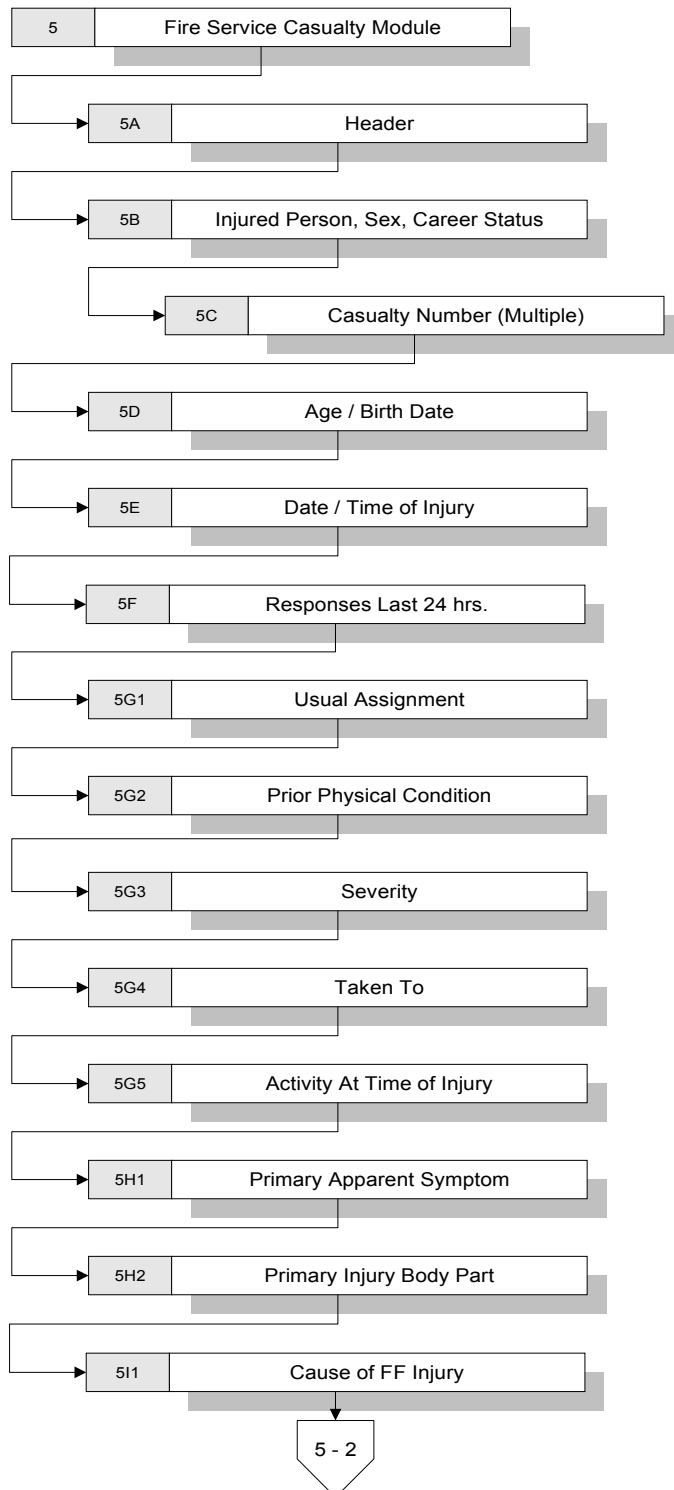 5 Fire Service Casualty Module
5A Header
5B Injured Person, Sex, Career Status
5C Casualty Number (Multiple)
5D Age / Birth Date
5E Date / Time of Injury
5F Responses Last 24 hrs.
5G1 Usual Assignment
5G2 Prior Physical Condition
5G3 Severity
5G4 Taken To
5G5 Activity At Time of Injury
5H1 Primary Apparent Symptom
5H2 Primary Injury Body Part
5I1 Cause of FF Injury
5 - 2